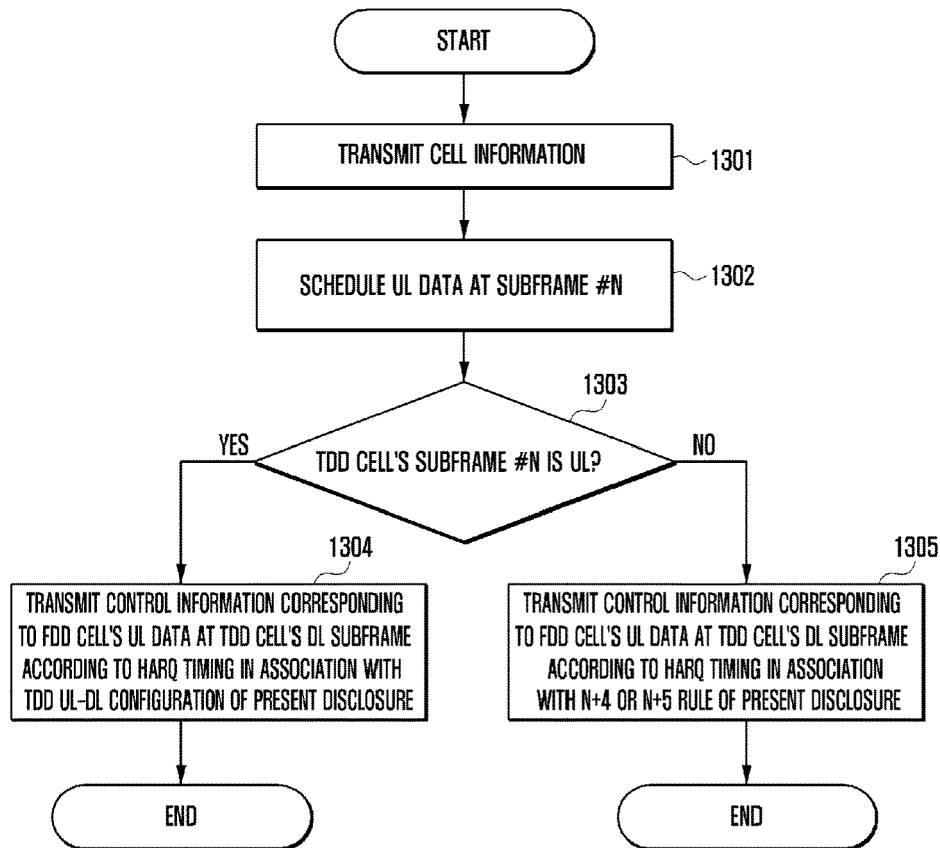 START
TRANSMIT CELL INFORMATION
1301
SCHEDULE UL DATA AT SUBFRAME #N
1302
1303
YES
TDD CELL'S SUBFRAME #N IS UL?
NO
1304
TRANSMIT CONTROL INFORMATION CORRESPONDING
TO FDD CELL'S UL DATA AT TDD CELL'S DL SUBFRAME
ACCORDING TO HARQ TIMING IN ASSOCIATION WITH
TDD UL-DL CONFIGURATION OF PRESENT DISCLOSURE
1305
TRANSMIT CONTROL INFORMATION CORRESPONDING
TO FDD CELL'S UL DATA AT TDD CELL'S DL SUBFRAME
ACCORDING TO HARQ TIMING IN ASSOCIATION
WITH N+4 OR N+5 RULE OF PRESENT DISCLOSURE
END
END